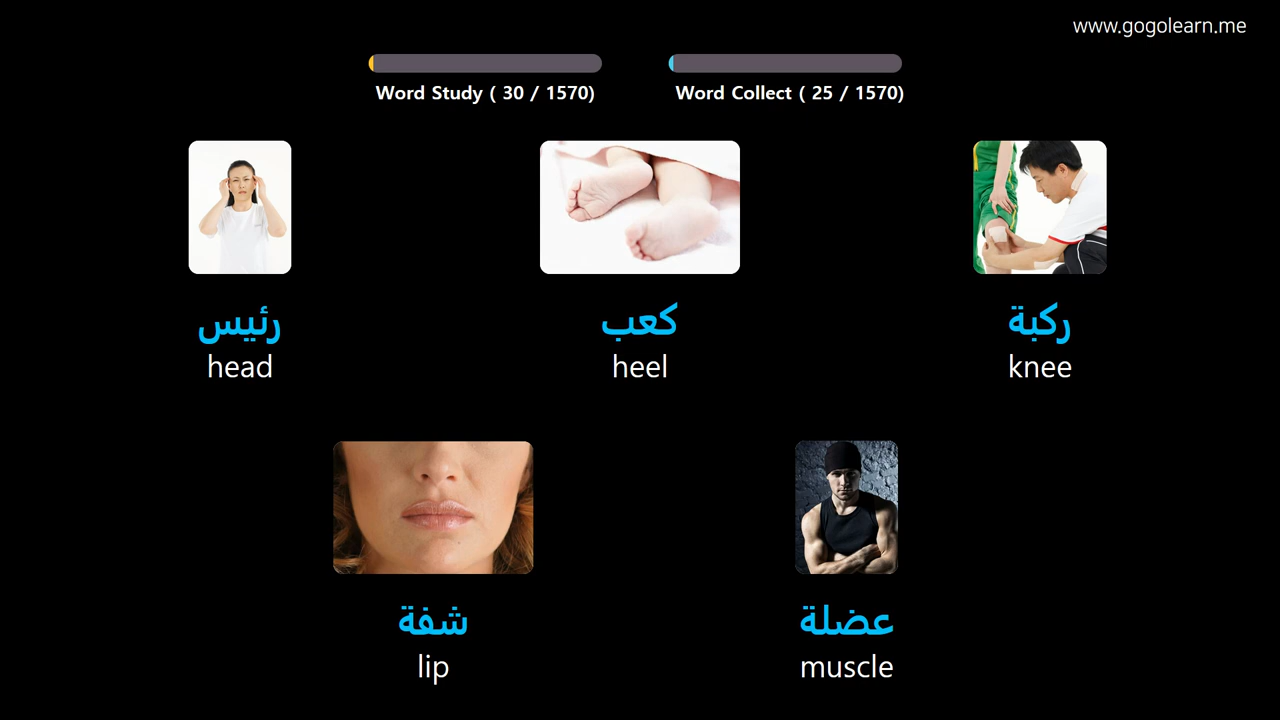 www.gogolearn.me
Word Study ( 30 / 1570)
Word Collect ( 25 / 1570)
رئيس
head
كعب
heel
ركبة
knee
شفة
lip
عضلة
muscle